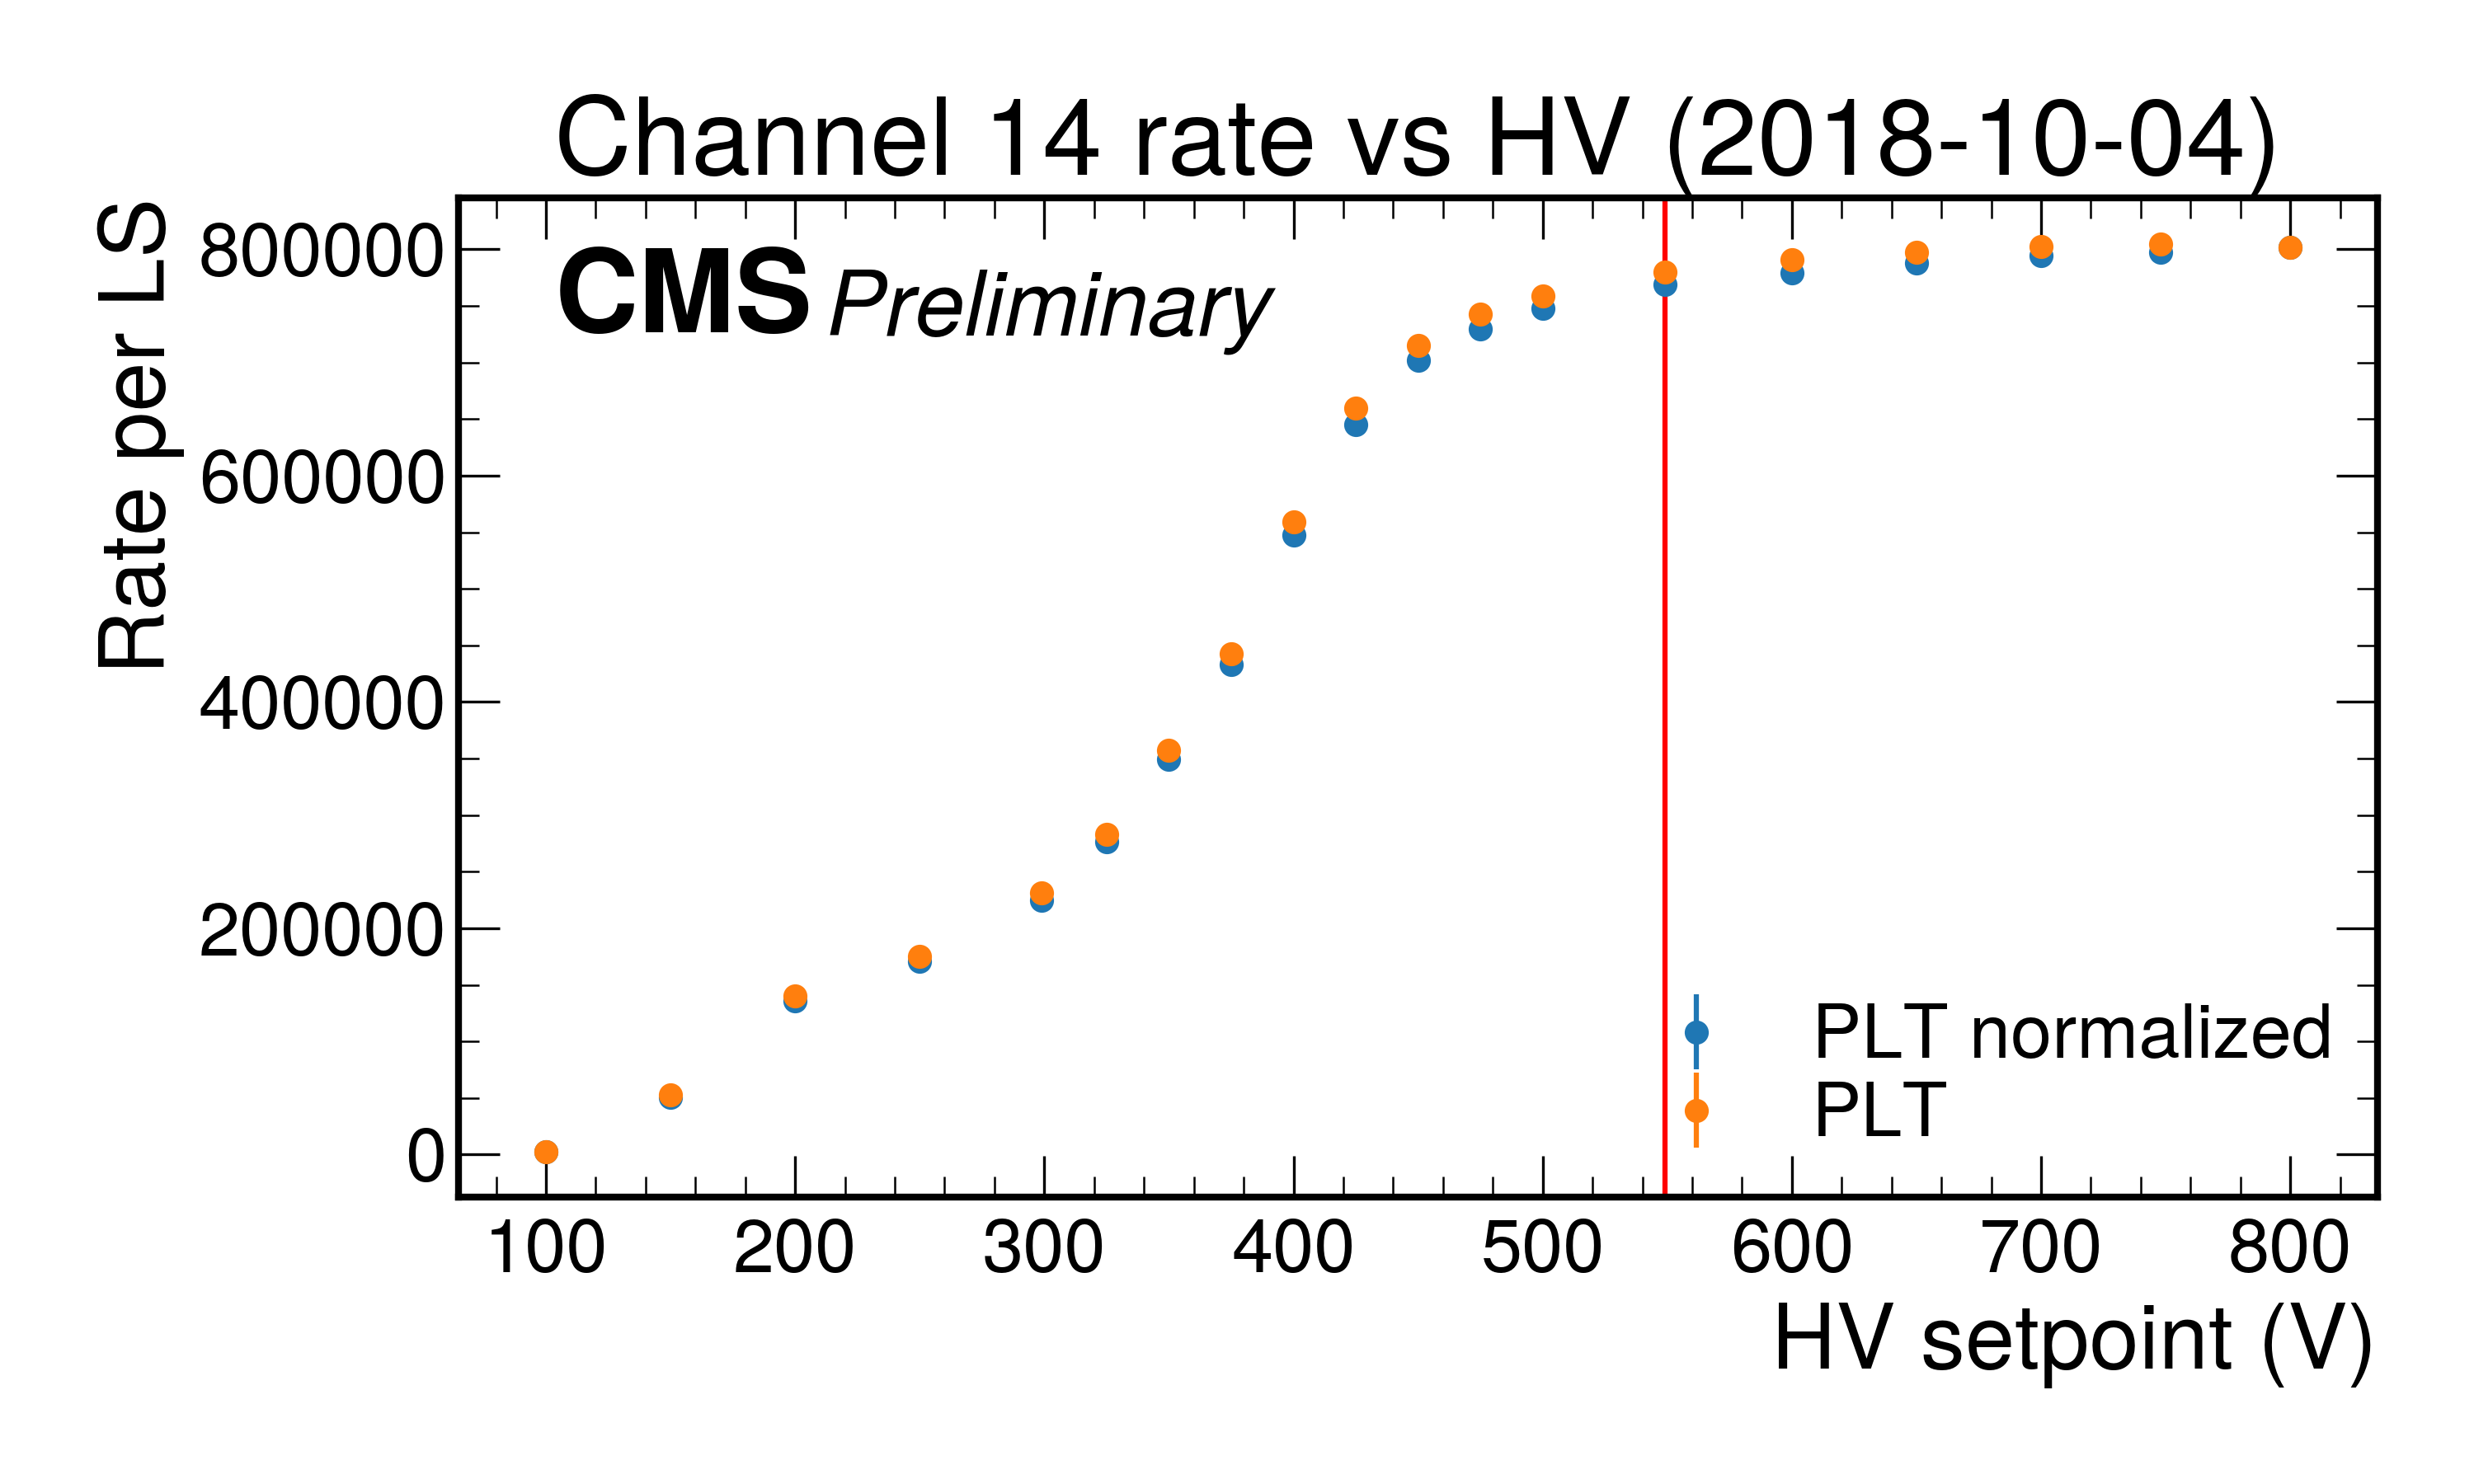 Channel 14 rate vs HV (2018-10-04)
CMS Preliminary
Rate per LS
800000
600000
400000
200000
0
PLT normalized
PLT
100 200 300 400 500 600 700 800
HV setpoint (V)